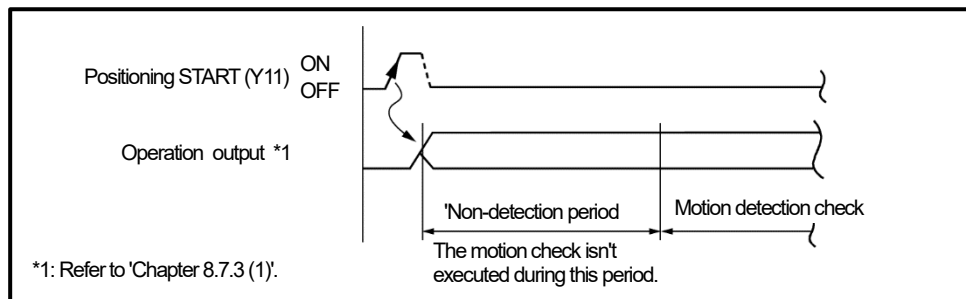 Positioning START (Y11) ON
OFF
Operation output *1
'Non-detection period Motion detection check
The motion check isn't
executed during this period.
*1: Refer to 'Chapter 8.7.3 (1)'.